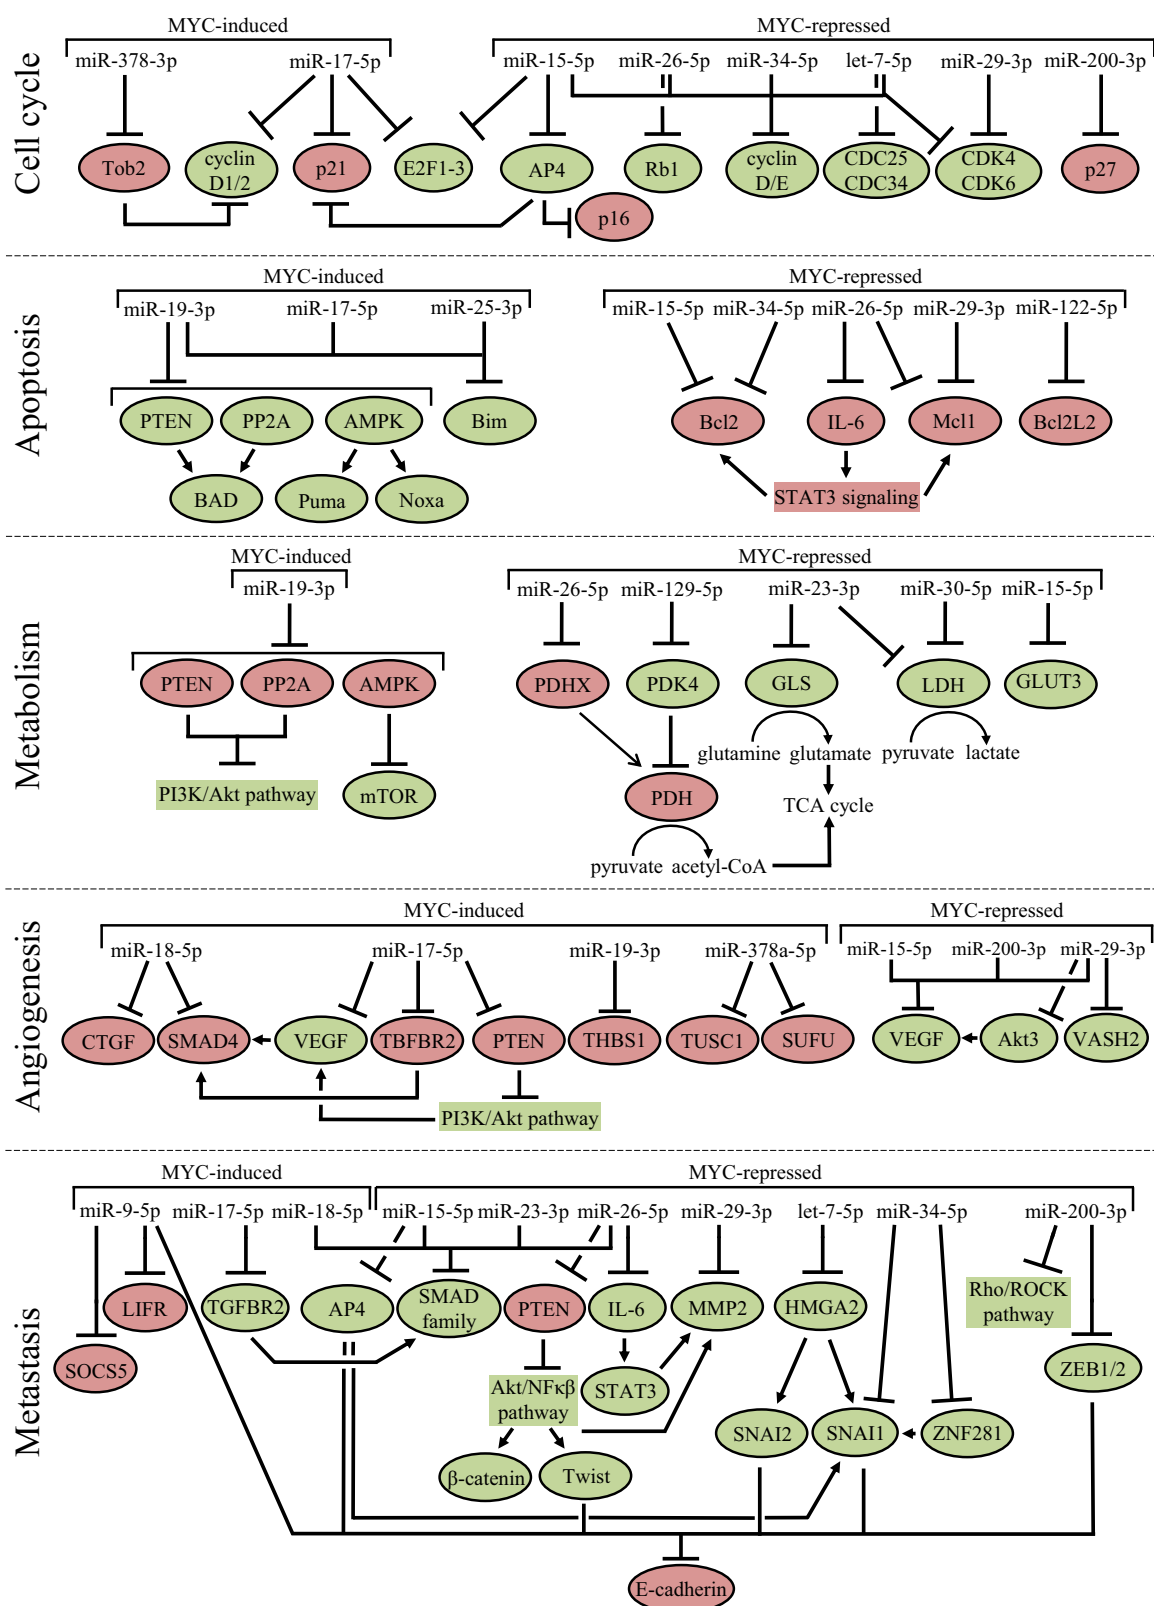 Cell cycle
MYC-induced
MYC-repressed
miR-378-3p
miR-17-5p
miR-15-5p
miR-26-5p
miR-34-5p
let-7-5p
miR-29-3p
miR-200-3p
Tob2
cyclin
D1/2
p21
E2F1-3
AP4
Rb1
cyclin
D/E
CDC25
CDC34
CDK4
CDK6
p27
p16
Apoptosis
MYC-induced
MYC-repressed
miR-19-3p
miR-17-5p
miR-25-3p
miR-15-5p
miR-34-5p
miR-26-5p
miR-29-3p
miR-122-5p
PTEN
PP2A
AMPK
Bim
Bcl2
IL-6
Mcl1
Bcl2L2
BAD
Puma
Noxa
STAT3 signaling
Metabolism
MYC-induced
MYC-repressed
miR-19-3p
miR-26-5p
miR-129-5p
miR-23-3p
miR-30-5p
miR-15-5p
PTEN
PP2A
AMPK
PDHX
PDK4
GLS
LDH
GLUT3
glutamine
glutamate
pyruvate
lactate
PI3K/Akt pathway
mTOR
PDH
TCA cycle
pyruvate
acetyl-CoA
Angiogenesis
MYC-induced
MYC-repressed
miR-18-5p
miR-17-5p
miR-19-3p
miR-378a-5p
miR-15-5p
miR-200-3p
miR-29-3p
CTGF
SMAD4
VEGF
TBFBR2
PTEN
THBS1
TUSC1
SUFU
VEGF
Akt3
VASH2
PI3K/Akt pathway
Metastasis
MYC-induced
MYC-repressed
miR-9-5p
miR-17-5p
miR-18-5p
miR-15-5p
miR-23-3p
miR-26-5p
miR-29-3p
let-7-5p
miR-34-5p
miR-200-3p
LIFR
TGFBR2
AP4
SMAD
family
PTEN
IL-6
MMP2
HMGA2
Rho/ROCK
pathway
SOCS5
Akt/NFκβ
pathway
STAT3
ZEB1/2
SNAI2
SNAI1
ZNF281
β-catenin
Twist
E-cadherin